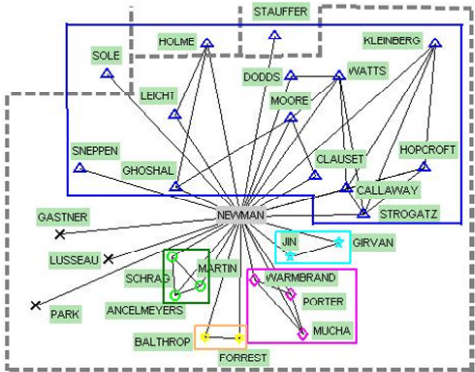 STAUFFER
HOLME
KLEINBERG
SOLE
DODDS
WATTS
LEICHT
MOORE
SNEPPEN
CLAUSET
HOPCROFT
GHOSHAL
CALLAWAY
GASTNER
NEWMAN
STROGATZ
JIN
GIRVAN
LUSSEAU
MARTIN
SCHRAG
WARMBRAND
PORTER
PARK
ANCELMEYERS
MUCHA
BALTHROP
FORREST